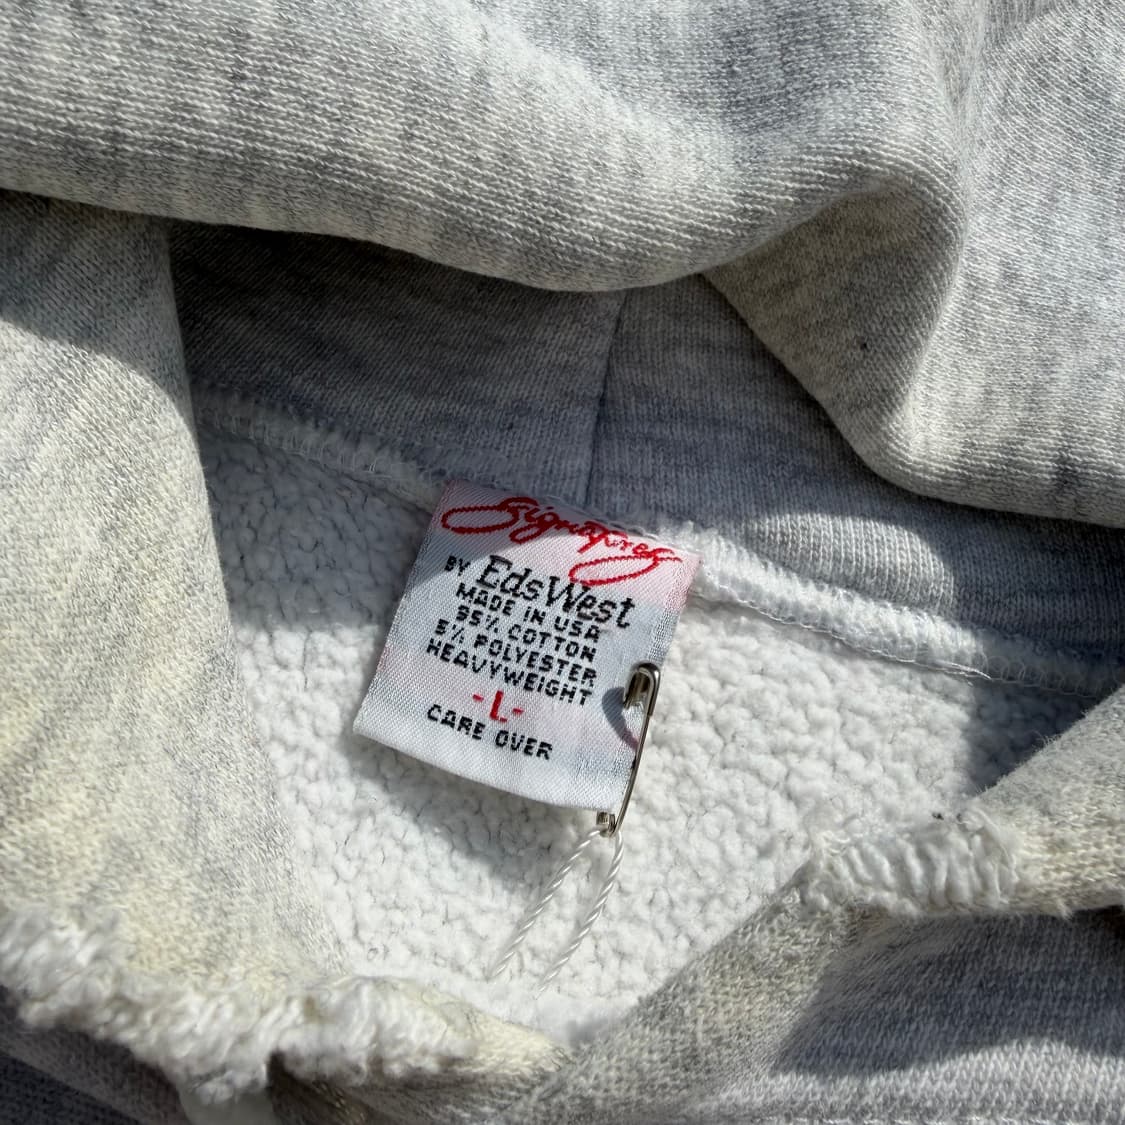 Signatures
BY EdsWest
MADE IN USA
95% COTTON
5% POLYESTER
HEAVYWEIGHT
-L-
CARE OVER